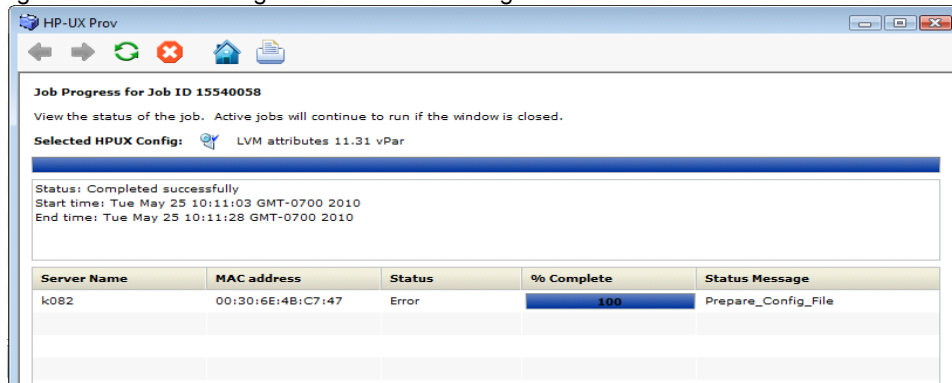 HP-UX Prov
Job Progress for Job ID 15540058
View the status of the job. Active jobs will continue to run if the window is closed.
Selected HPUX Config: LVM attributes 11.31 vPar
Status: Completed successfully
Start time: Tue May 25 10:11:03 GMT-0700 2010
End time: Tue May 25 10:11:28 GMT-0700 2010
Server Name MAC address Status % Complete Status Message
k082 00:30:6E:4B:C7:47 Error 100 Prepare_Config_File